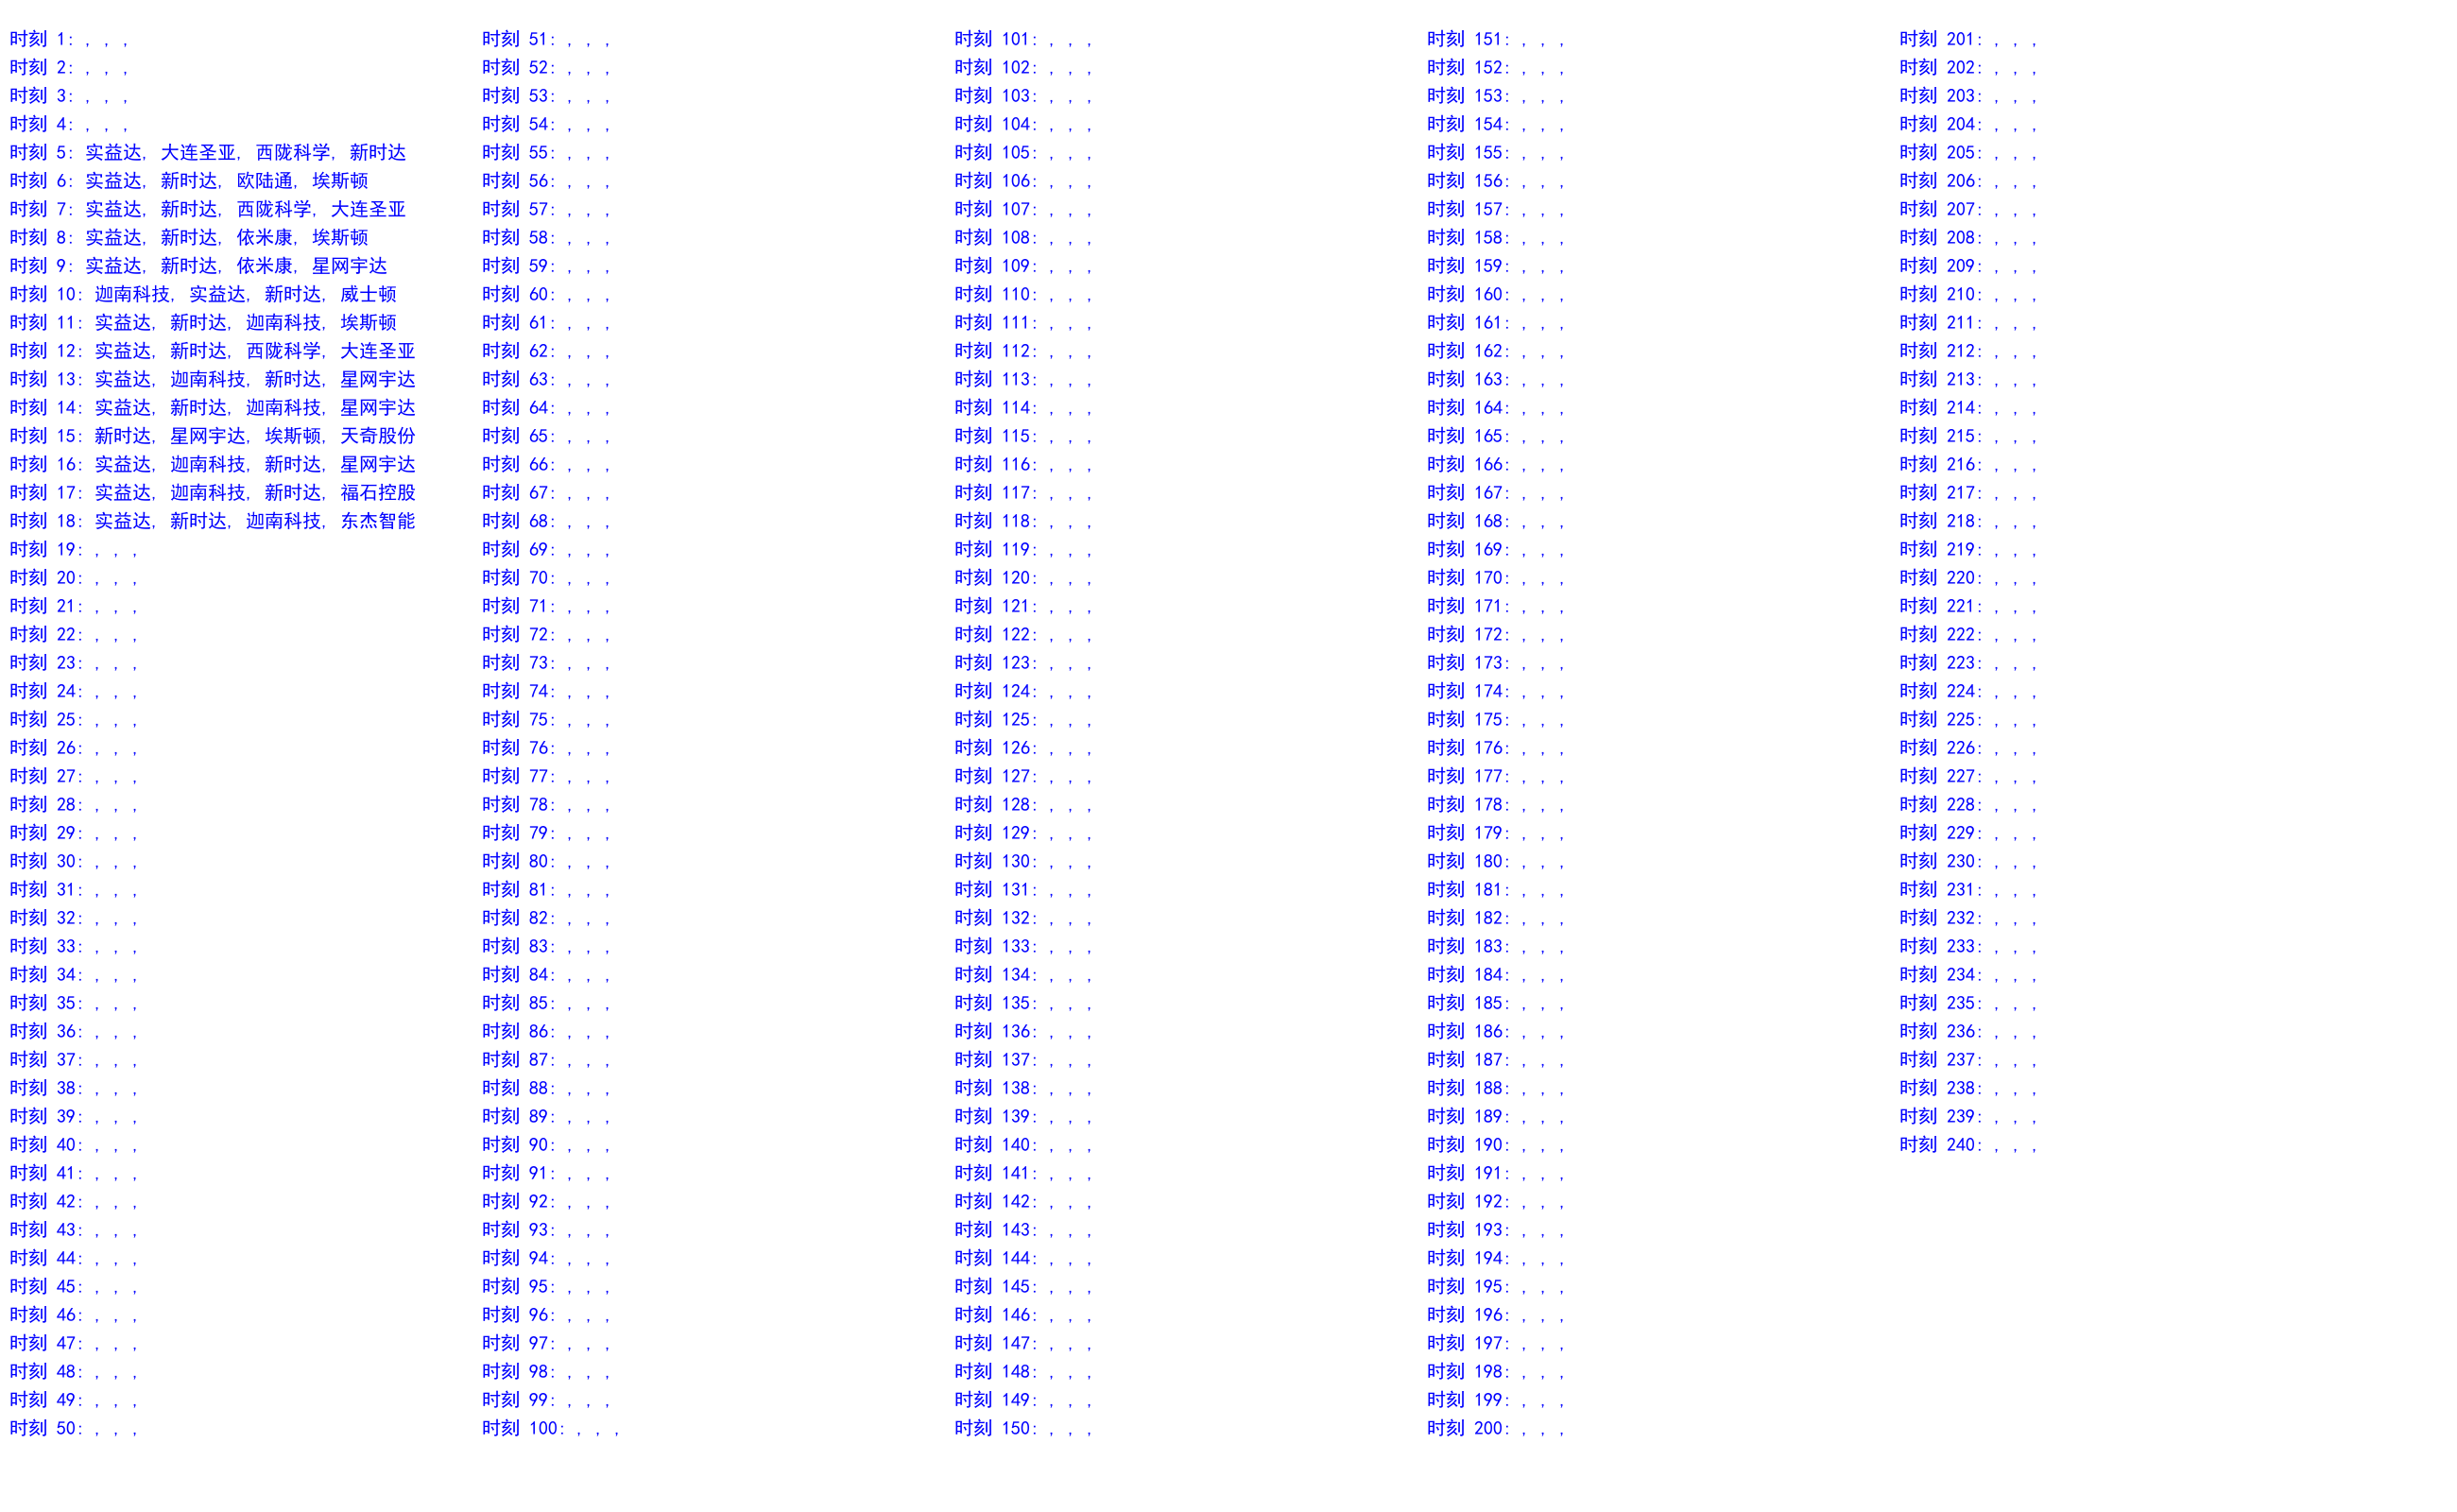 时刻 1: , , ,
时刻 2: , , ,
时刻 3: , , ,
时刻 4: , , ,
时刻 5: 实益达, 大连圣亚, 西陇科学, 新时达
时刻 6: 实益达, 新时达, 欧陆通, 埃斯顿
时刻 7: 实益达, 新时达, 西陇科学, 大连圣亚
时刻 8: 实益达, 新时达, 依米康, 埃斯顿
时刻 9: 实益达, 新时达, 依米康, 星网宇达
时刻 10: 迦南科技, 实益达, 新时达, 威士顿
时刻 11: 实益达, 新时达, 迦南科技, 埃斯顿
时刻 12: 实益达, 新时达, 西陇科学, 大连圣亚
时刻 13: 实益达, 迦南科技, 新时达, 星网宇达
时刻 14: 实益达, 新时达, 迦南科技, 星网宇达
时刻 15: 新时达, 星网宇达, 埃斯顿, 天奇股份
时刻 16: 实益达, 迦南科技, 新时达, 星网宇达
时刻 17: 实益达, 迦南科技, 新时达, 福石控股
时刻 18: 实益达, 新时达, 迦南科技, 东杰智能
时刻 19: , , ,
时刻 20: , , ,
时刻 21: , , ,
时刻 22: , , ,
时刻 23: , , ,
时刻 24: , , ,
时刻 25: , , ,
时刻 26: , , ,
时刻 27: , , ,
时刻 28: , , ,
时刻 29: , , ,
时刻 30: , , ,
时刻 31: , , ,
时刻 32: , , ,
时刻 33: , , ,
时刻 34: , , ,
时刻 35: , , ,
时刻 36: , , ,
时刻 37: , , ,
时刻 38: , , ,
时刻 39: , , ,
时刻 40: , , ,
时刻 41: , , ,
时刻 42: , , ,
时刻 43: , , ,
时刻 44: , , ,
时刻 45: , , ,
时刻 46: , , ,
时刻 47: , , ,
时刻 48: , , ,
时刻 49: , , ,
时刻 50: , , ,
时刻 51: , , ,
时刻 52: , , ,
时刻 53: , , ,
时刻 54: , , ,
时刻 55: , , ,
时刻 56: , , ,
时刻 57: , , ,
时刻 58: , , ,
时刻 59: , , ,
时刻 60: , , ,
时刻 61: , , ,
时刻 62: , , ,
时刻 63: , , ,
时刻 64: , , ,
时刻 65: , , ,
时刻 66: , , ,
时刻 67: , , ,
时刻 68: , , ,
时刻 69: , , ,
时刻 70: , , ,
时刻 71: , , ,
时刻 72: , , ,
时刻 73: , , ,
时刻 74: , , ,
时刻 75: , , ,
时刻 76: , , ,
时刻 77: , , ,
时刻 78: , , ,
时刻 79: , , ,
时刻 80: , , ,
时刻 81: , , ,
时刻 82: , , ,
时刻 83: , , ,
时刻 84: , , ,
时刻 85: , , ,
时刻 86: , , ,
时刻 87: , , ,
时刻 88: , , ,
时刻 89: , , ,
时刻 90: , , ,
时刻 91: , , ,
时刻 92: , , ,
时刻 93: , , ,
时刻 94: , , ,
时刻 95: , , ,
时刻 96: , , ,
时刻 97: , , ,
时刻 98: , , ,
时刻 99: , , ,
时刻 100: , , ,
时刻 101: , , ,
时刻 102: , , ,
时刻 103: , , ,
时刻 104: , , ,
时刻 105: , , ,
时刻 106: , , ,
时刻 107: , , ,
时刻 108: , , ,
时刻 109: , , ,
时刻 110: , , ,
时刻 111: , , ,
时刻 112: , , ,
时刻 113: , , ,
时刻 114: , , ,
时刻 115: , , ,
时刻 116: , , ,
时刻 117: , , ,
时刻 118: , , ,
时刻 119: , , ,
时刻 120: , , ,
时刻 121: , , ,
时刻 122: , , ,
时刻 123: , , ,
时刻 124: , , ,
时刻 125: , , ,
时刻 126: , , ,
时刻 127: , , ,
时刻 128: , , ,
时刻 129: , , ,
时刻 130: , , ,
时刻 131: , , ,
时刻 132: , , ,
时刻 133: , , ,
时刻 134: , , ,
时刻 135: , , ,
时刻 136: , , ,
时刻 137: , , ,
时刻 138: , , ,
时刻 139: , , ,
时刻 140: , , ,
时刻 141: , , ,
时刻 142: , , ,
时刻 143: , , ,
时刻 144: , , ,
时刻 145: , , ,
时刻 146: , , ,
时刻 147: , , ,
时刻 148: , , ,
时刻 149: , , ,
时刻 150: , , ,
时刻 151: , , ,
时刻 152: , , ,
时刻 153: , , ,
时刻 154: , , ,
时刻 155: , , ,
时刻 156: , , ,
时刻 157: , , ,
时刻 158: , , ,
时刻 159: , , ,
时刻 160: , , ,
时刻 161: , , ,
时刻 162: , , ,
时刻 163: , , ,
时刻 164: , , ,
时刻 165: , , ,
时刻 166: , , ,
时刻 167: , , ,
时刻 168: , , ,
时刻 169: , , ,
时刻 170: , , ,
时刻 171: , , ,
时刻 172: , , ,
时刻 173: , , ,
时刻 174: , , ,
时刻 175: , , ,
时刻 176: , , ,
时刻 177: , , ,
时刻 178: , , ,
时刻 179: , , ,
时刻 180: , , ,
时刻 181: , , ,
时刻 182: , , ,
时刻 183: , , ,
时刻 184: , , ,
时刻 185: , , ,
时刻 186: , , ,
时刻 187: , , ,
时刻 188: , , ,
时刻 189: , , ,
时刻 190: , , ,
时刻 191: , , ,
时刻 192: , , ,
时刻 193: , , ,
时刻 194: , , ,
时刻 195: , , ,
时刻 196: , , ,
时刻 197: , , ,
时刻 198: , , ,
时刻 199: , , ,
时刻 200: , , ,
时刻 201: , , ,
时刻 202: , , ,
时刻 203: , , ,
时刻 204: , , ,
时刻 205: , , ,
时刻 206: , , ,
时刻 207: , , ,
时刻 208: , , ,
时刻 209: , , ,
时刻 210: , , ,
时刻 211: , , ,
时刻 212: , , ,
时刻 213: , , ,
时刻 214: , , ,
时刻 215: , , ,
时刻 216: , , ,
时刻 217: , , ,
时刻 218: , , ,
时刻 219: , , ,
时刻 220: , , ,
时刻 221: , , ,
时刻 222: , , ,
时刻 223: , , ,
时刻 224: , , ,
时刻 225: , , ,
时刻 226: , , ,
时刻 227: , , ,
时刻 228: , , ,
时刻 229: , , ,
时刻 230: , , ,
时刻 231: , , ,
时刻 232: , , ,
时刻 233: , , ,
时刻 234: , , ,
时刻 235: , , ,
时刻 236: , , ,
时刻 237: , , ,
时刻 238: , , ,
时刻 239: , , ,
时刻 240: , , ,